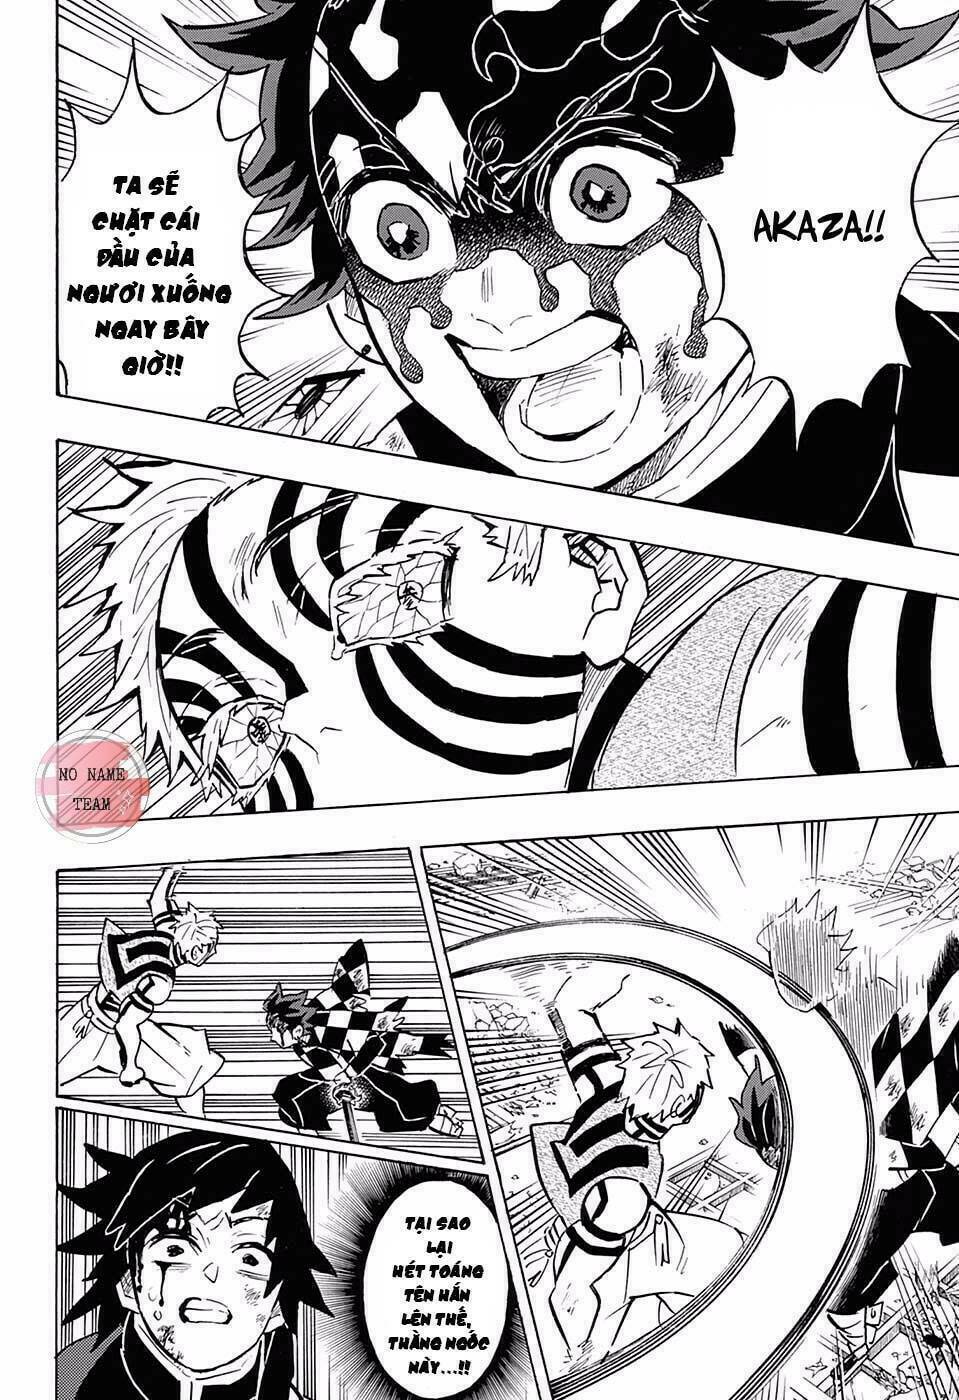 AKAZA!!
TA SẼ
CHẶT CÁI
ĐẦU CỦA
NGƯƠI XUỐNG
NGAY BÂY
GIỜ!!
NO NAME
TEAM
TẠI SAO
LẠI
HÉT TOÁNG
TÊN HẮN
LÊN THẾ,
THẰNG NGỐC
NÀY...!!